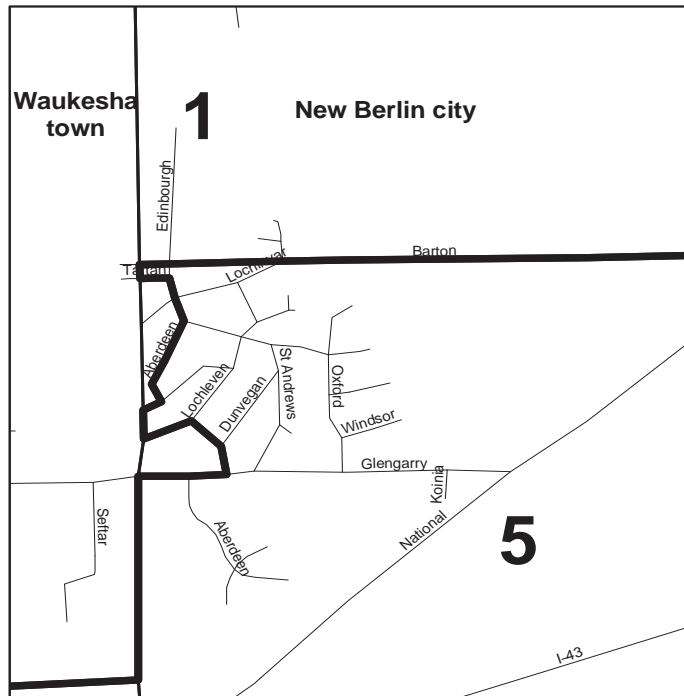 Waukesha
town
1
New Berlin city
Edinbourgh
Barton
Lochinvar
Aberdeen
St Andrews
Oxford
Lochleven
Dunvegan
Windsor
Glengarry
Koinia
National
Seftar
Aberdeen
5
I-43